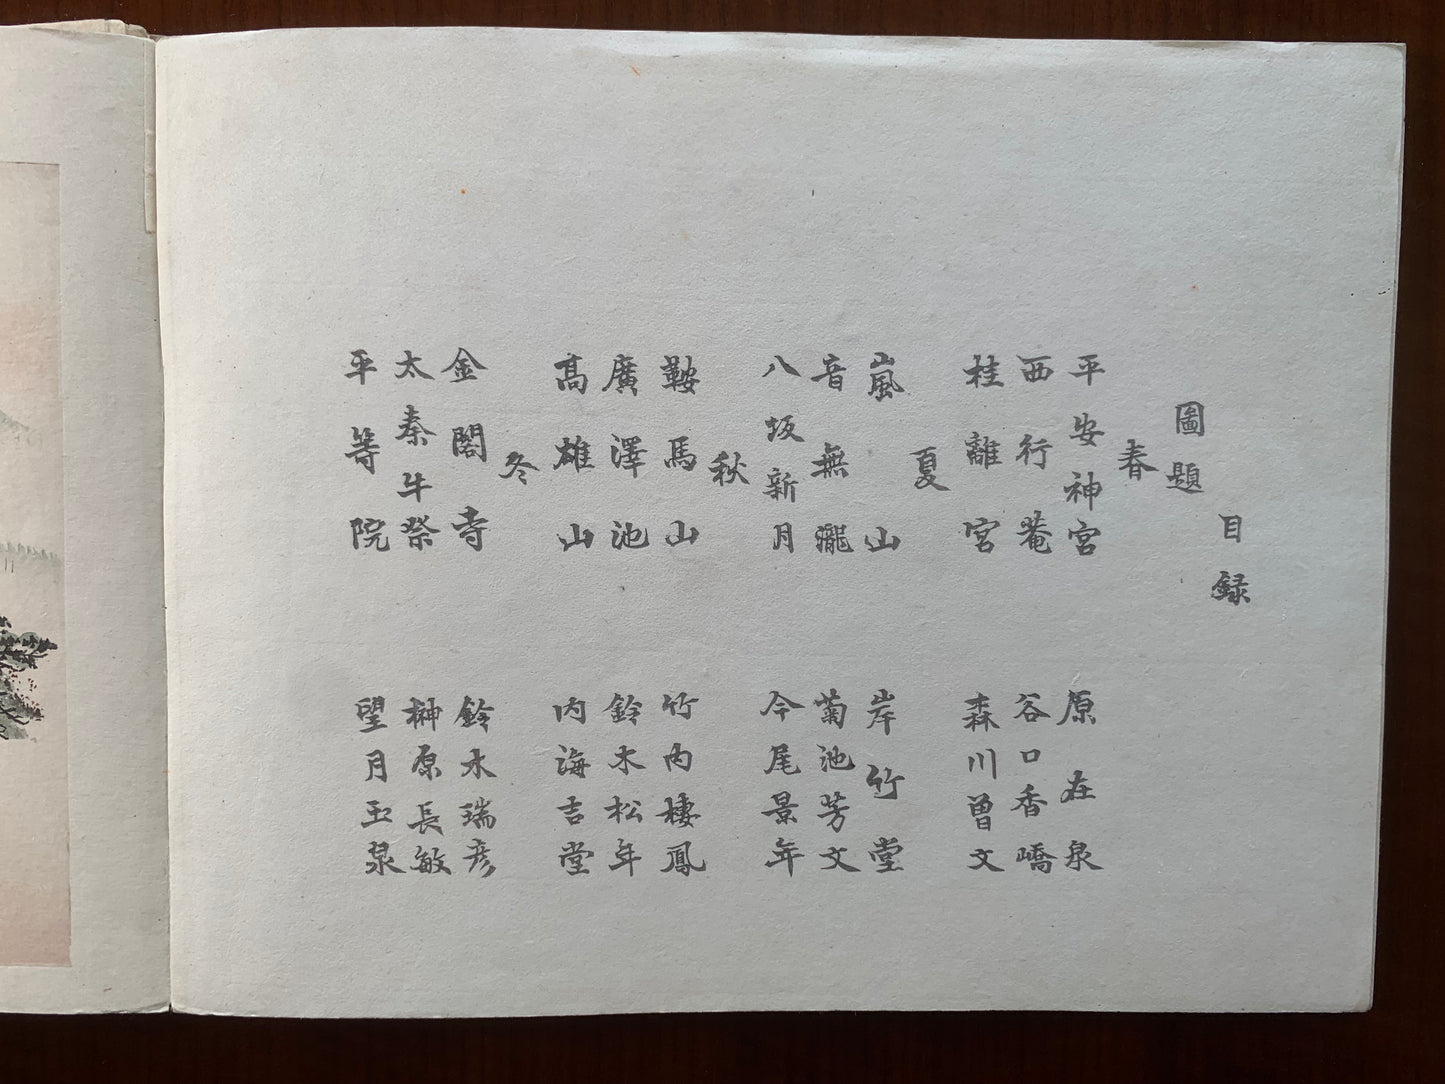 目録
圖題
春
平安神宮 原在泉
西行菴 谷口香嶠
桂離宮 森川曽文
夏
嵐山 岸竹堂
音無瀧 菊池芳文
八坂新月 今尾景年
秋
鞍馬山 竹内棲鳳
廣澤池 鈴木松年
高雄山 内海吉堂
冬
金閣寺 鈴木瑞彦
太秦牛祭 榊原長敏
平等院 望月玉泉